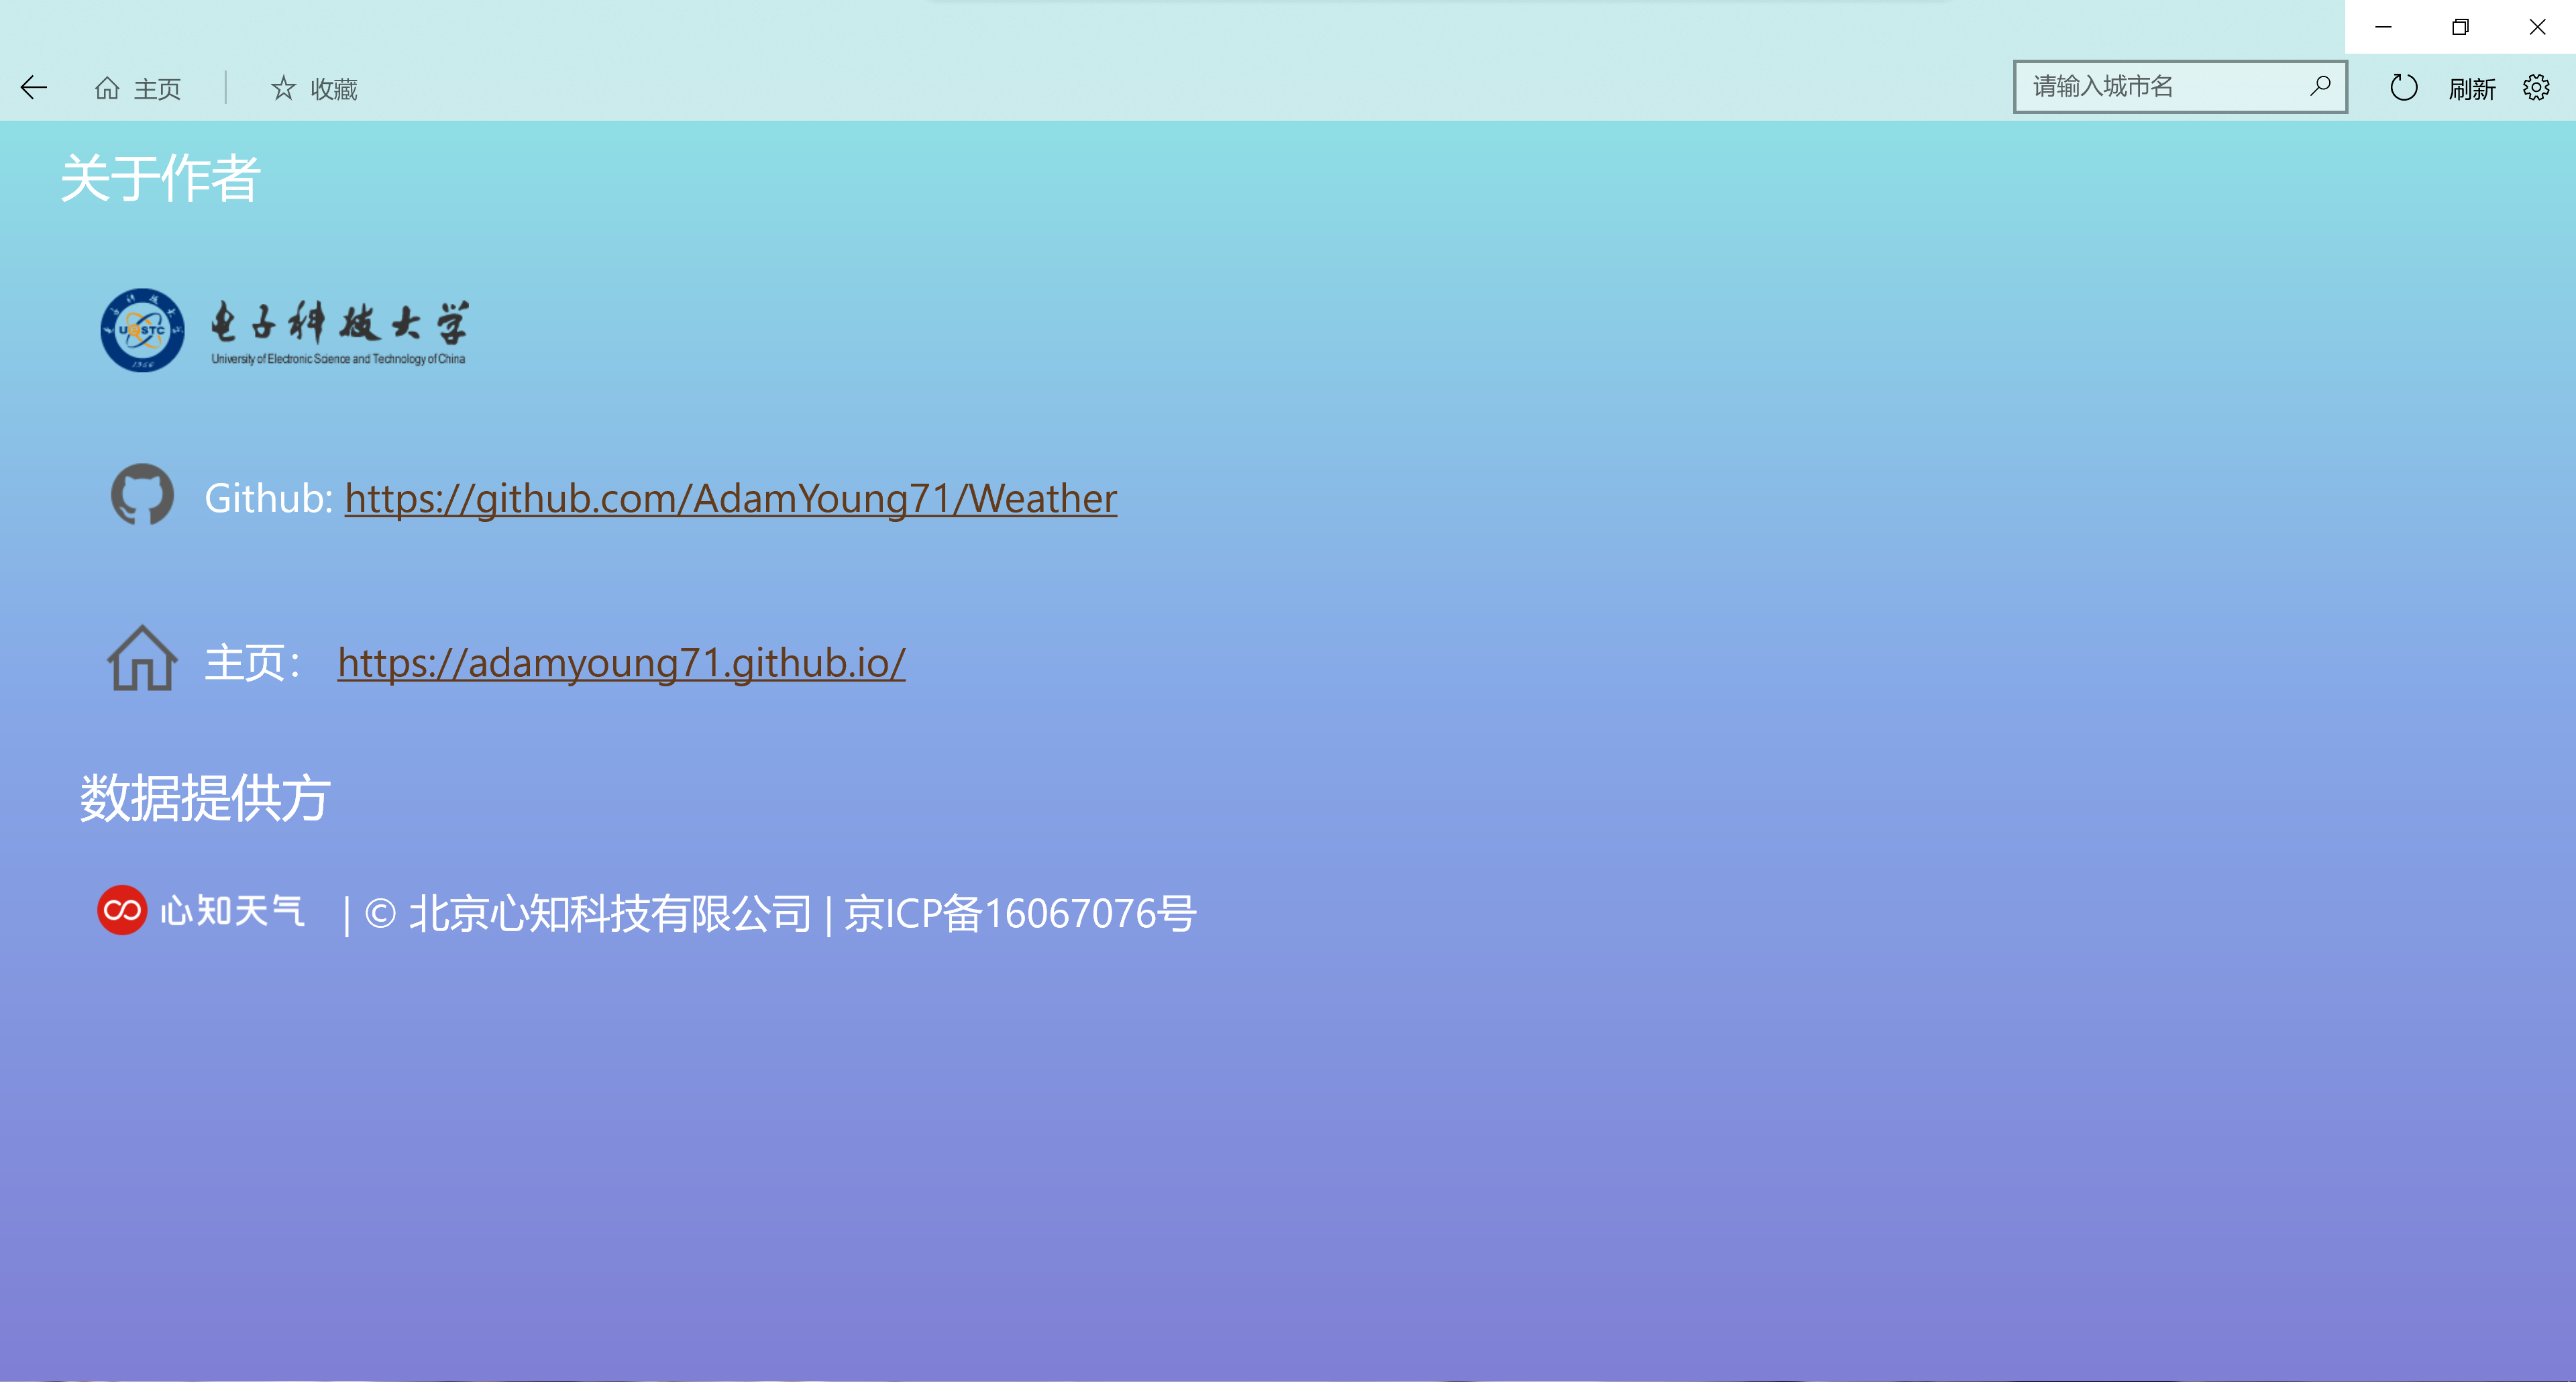 主页 收藏 请输入城市名 刷新
关于作者
电子科技大学
University of Electronic Science and Technology of China
Github: https://github.com/AdamYoung71/Weather
主页： https://adamyoung71.github.io/
数据提供方
心知天气 | © 北京心知科技有限公司 | 京ICP备16067076号